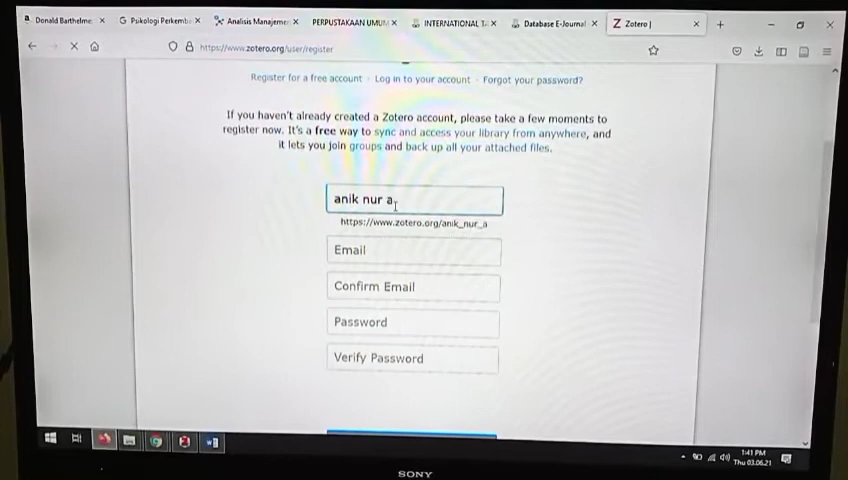 Donald Barthelme
Psikologi Perkemb
Analisis Manajeme
PERPUSTAKAAN UMUM
INTERNATIONAL
Database E-Journal
Zotero |
https://www.zotero.org/user/register
Register for a free account · Log in to your account · Forgot your password?
If you haven't already created a Zotero account, please take a few moments to
register now. It's a free way to sync and access your library from anywhere, and
it lets you join groups and back up all your attached files.
anik nur a
https://www.zotero.org/anik_nur_a
Email
Confirm Email
Password
Verify Password
1:41 PM
Thu 03.06.21
SONY